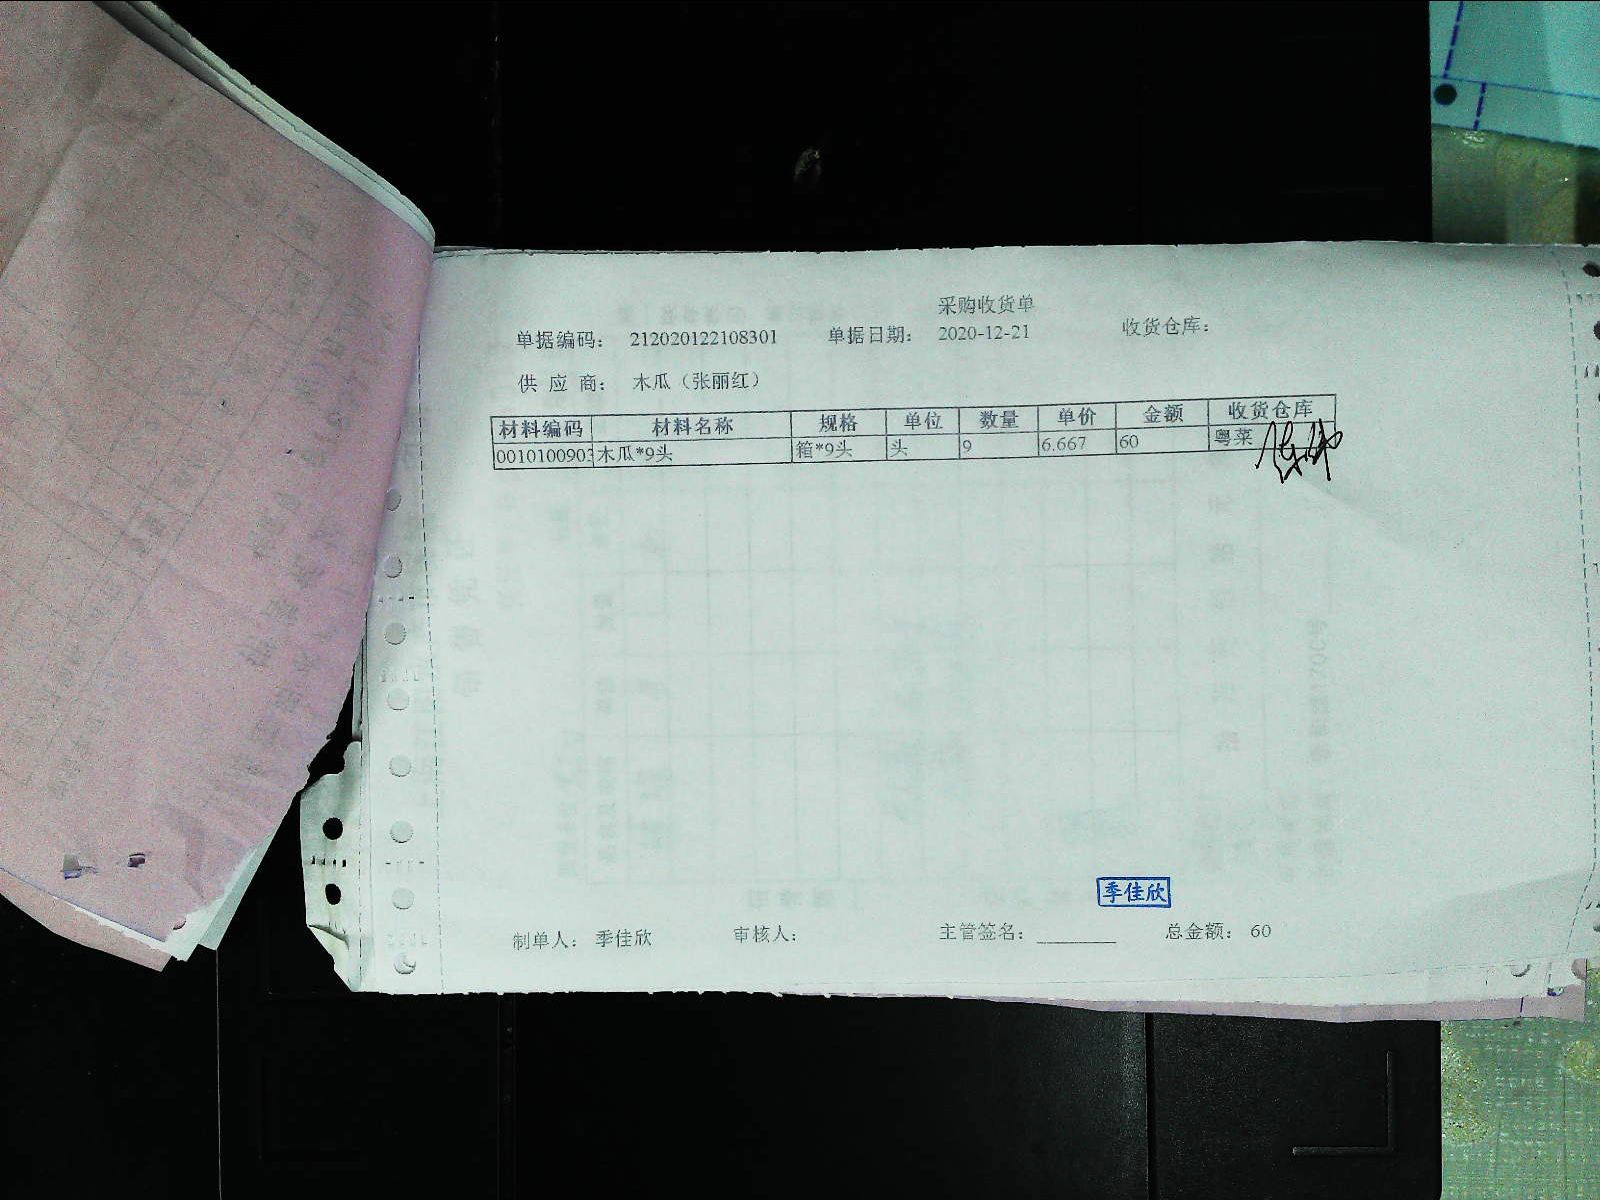 采购收货单
单据编码： 212020122108301 单据日期： 2020-12-21 收货仓库：
供 应 商： 木瓜（张丽红）
材料编码 材料名称 规格 单位 数量 单价 金额 收货仓库
0010100903 木瓜*9头 箱*9头 头 9 6.667 60 粤菜
季佳欣
制单人： 季佳欣 审核人： 主管签名： 总金额： 60